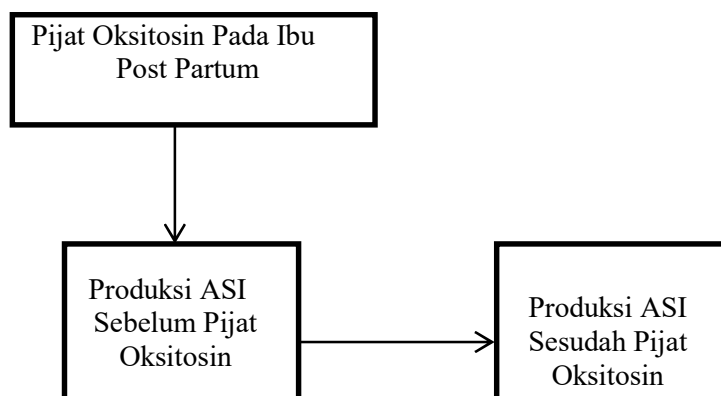 Pijat Oksitosin Pada Ibu
Post Partum
Produksi ASI
Sebelum Pijat
Oksitosin
Produksi ASI
Sesudah Pijat
Oksitosin